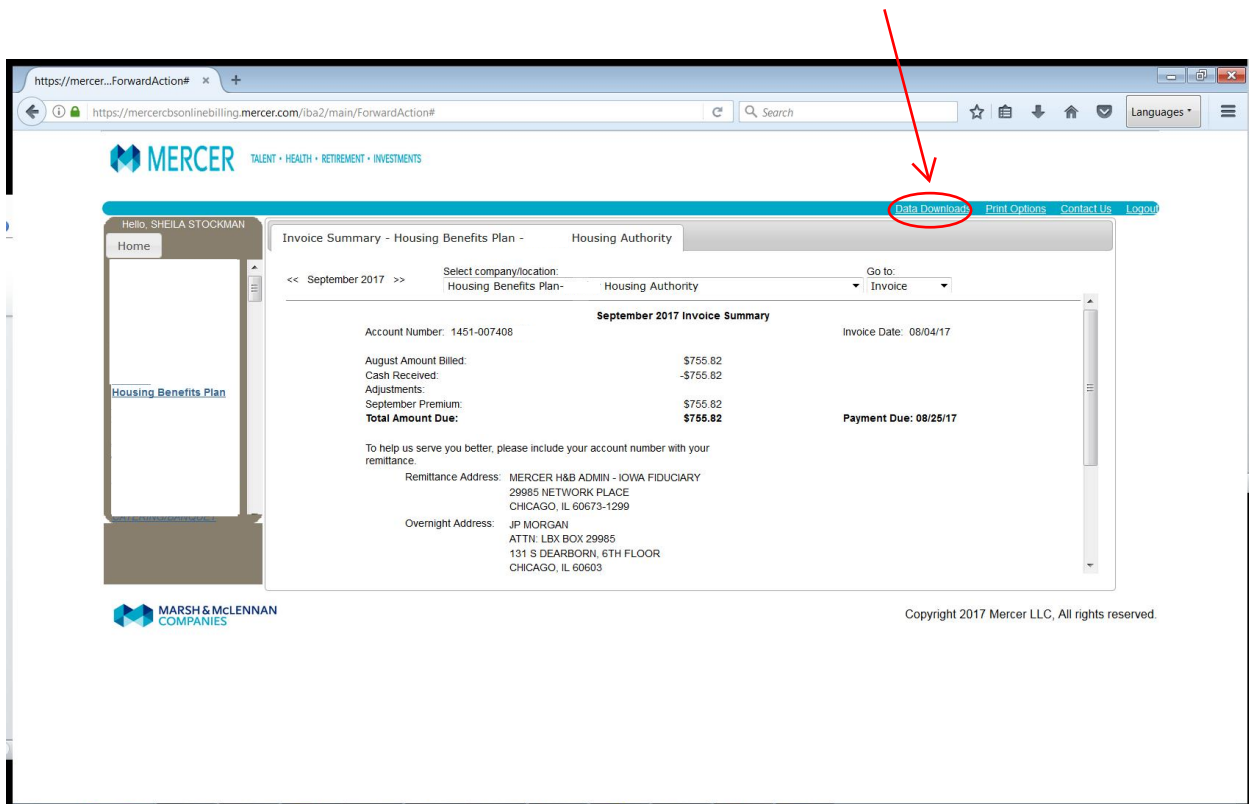 https://mercer...ForwardAction# × +
https://mercercbsonlinebilling.mercer.com/iba2/main/ForwardAction# Search Languages
MERCER TALENT • HEALTH • RETIREMENT • INVESTMENTS
Data Downloads Print Options Contact Us Logout
Hello, SHEILA STOCKMAN
Home
Invoice Summary - Housing Benefits Plan - Housing Authority
<< September 2017 >>
Select company/location:
Housing Benefits Plan- Housing Authority
Go to:
Invoice
September 2017 Invoice Summary
Account Number: 1451-007408 Invoice Date: 08/04/17
August Amount Billed: $755.82
Cash Received: -$755.82
Adjustments:
September Premium: $755.82
Total Amount Due: $755.82 Payment Due: 08/25/17
Housing Benefits Plan
To help us serve you better, please include your account number with your
remittance.
Remittance Address: MERCER H&B ADMIN - IOWA FIDUCIARY
29985 NETWORK PLACE
CHICAGO, IL 60673-1299
Overnight Address: JP MORGAN
ATTN: LBX BOX 29985
131 S DEARBORN, 6TH FLOOR
CHICAGO, IL 60603
MARSH & McLENNAN
COMPANIES
Copyright 2017 Mercer LLC, All rights reserved.